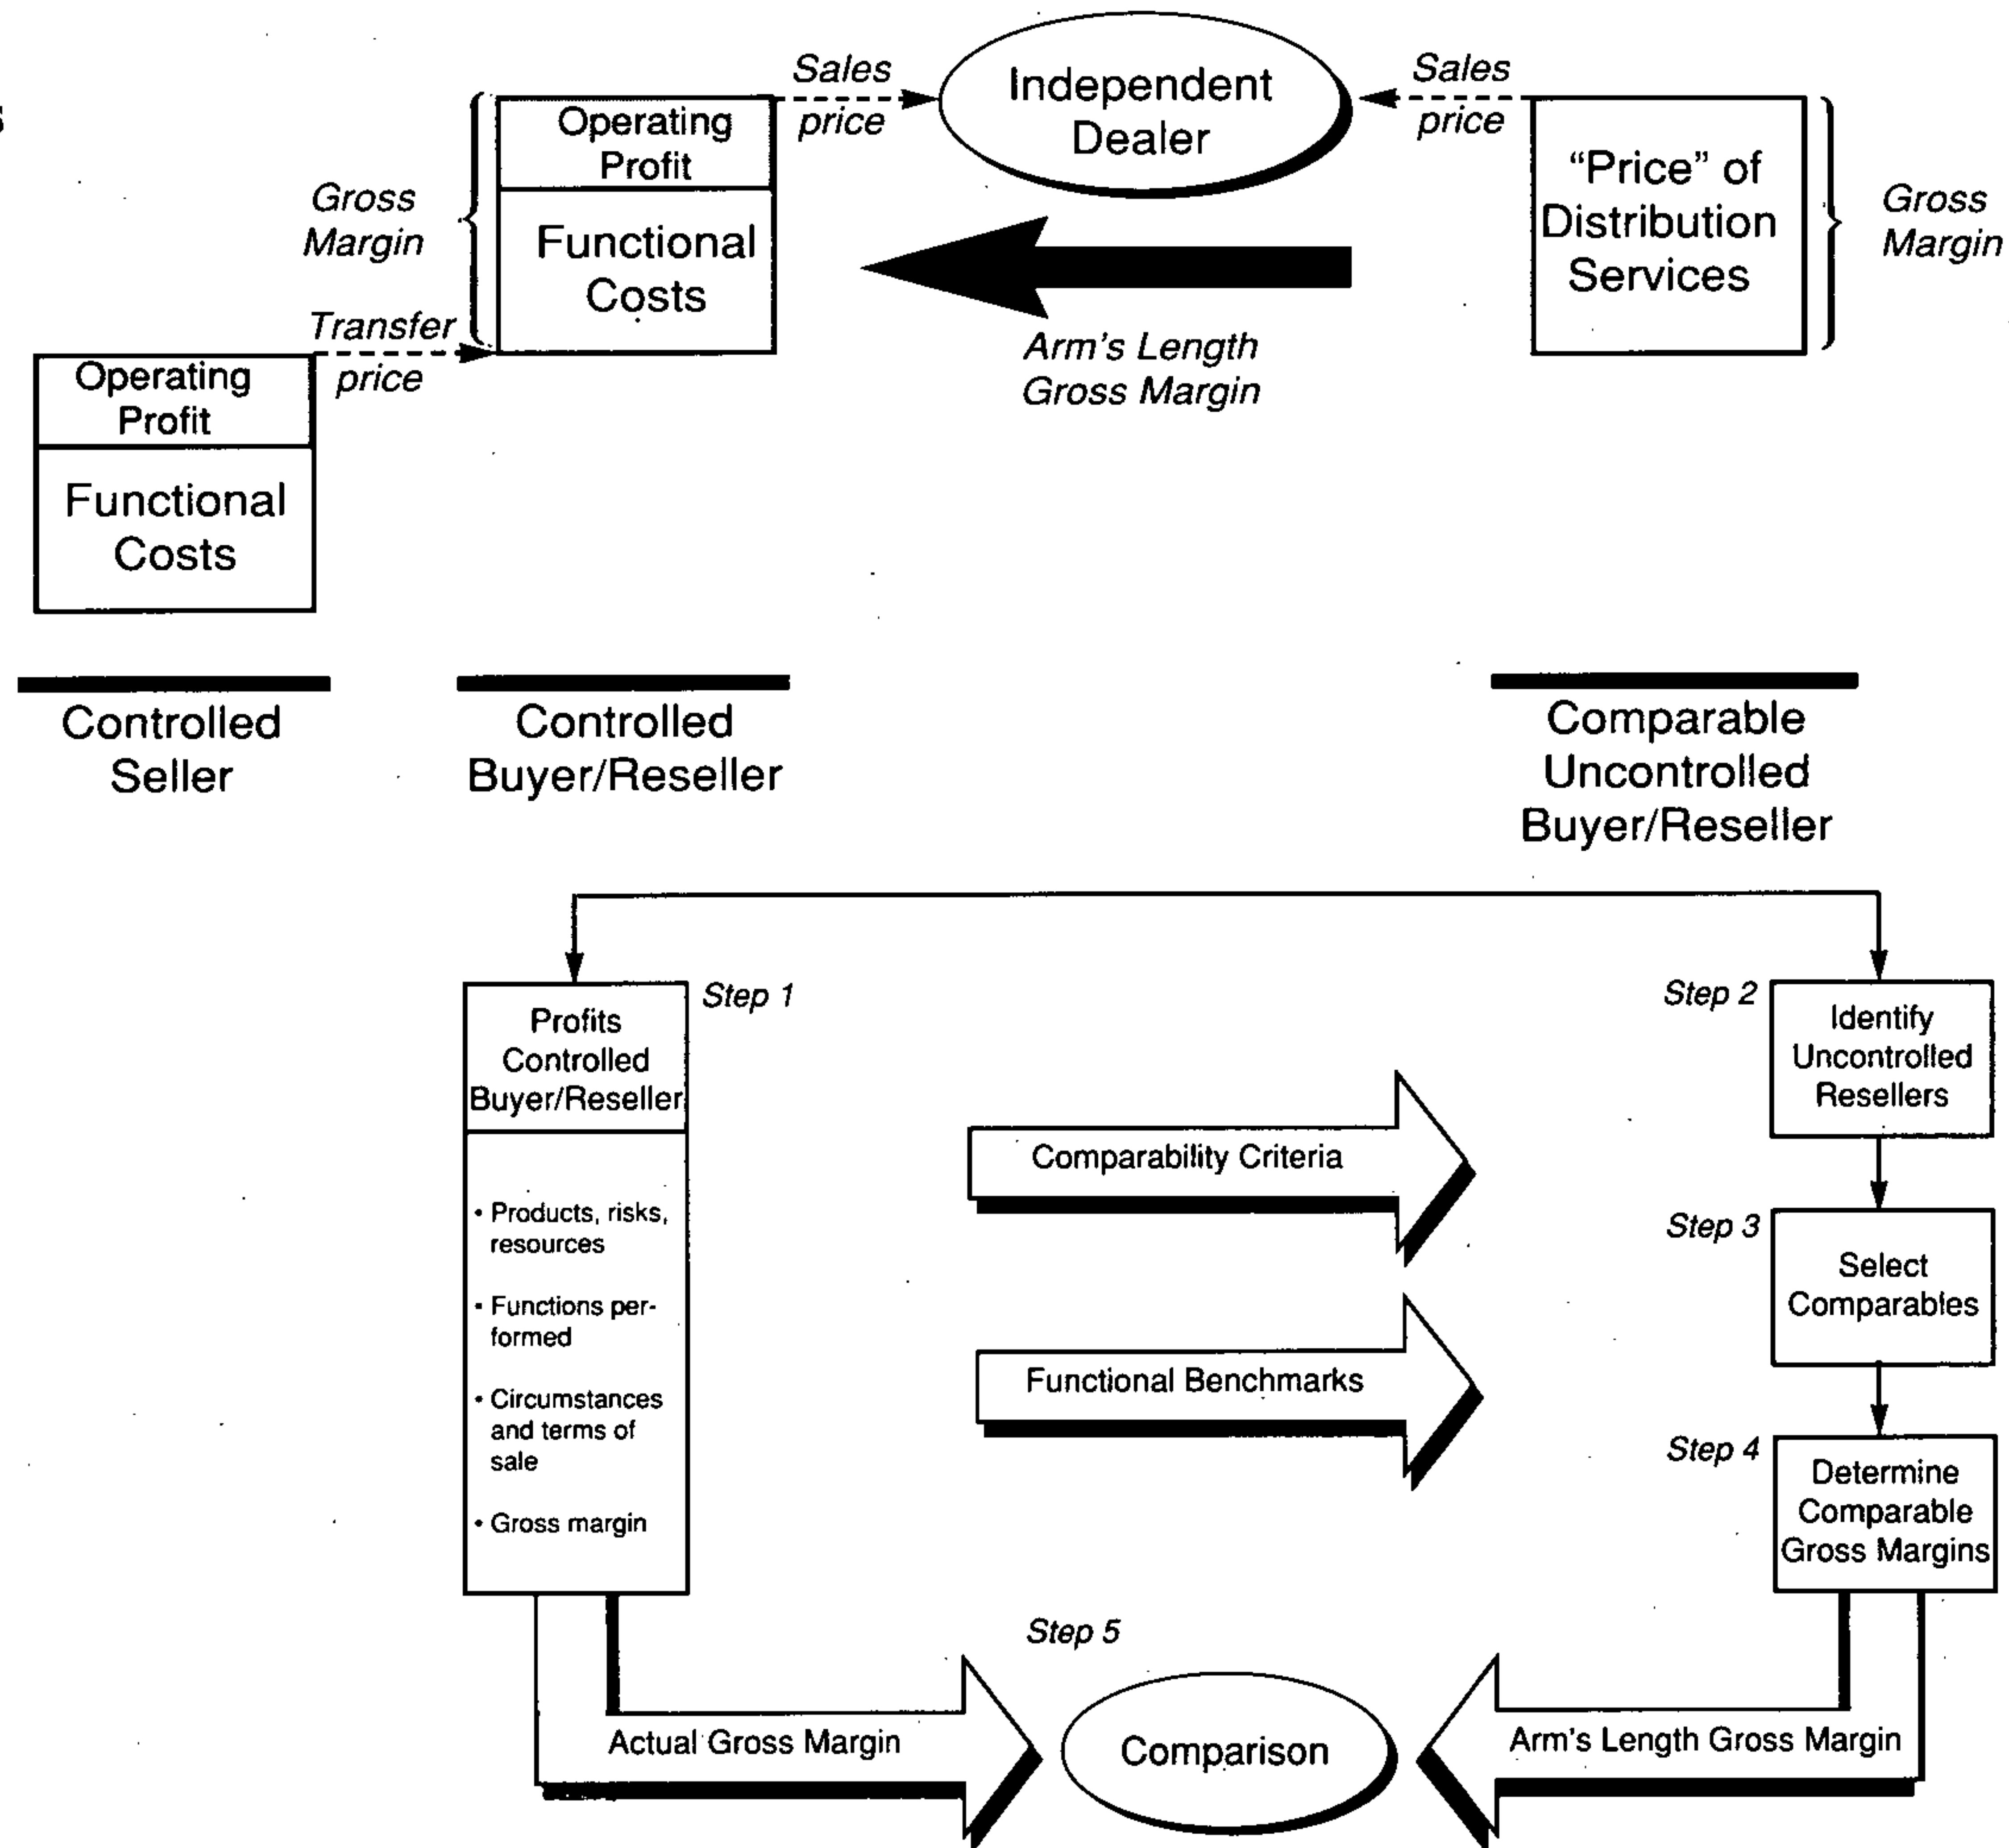 s
Sales
price
Independent
Dealer
Sales
price
Operating
Profit
Functional
Costs
Gross
Margin
Transfer
price
Arm's Length
Gross Margin
“Price” of
Distribution
Services
Gross
Margin
Operating
Profit
Functional
Costs
Controlled
Seller
Controlled
Buyer/Reseller
Comparable
Uncontrolled
Buyer/Reseller
Step 1
Profits
Controlled
Buyer/Reseller
• Products, risks,
resources
• Functions per-
formed
• Circumstances
and terms of
sale
• Gross margin
Comparability Criteria
Functional Benchmarks
Step 2
Identify
Uncontrolled
Resellers
Step 3
Select
Comparables
Step 4
Determine
Comparable
Gross Margins
Step 5
Actual Gross Margin
Comparison
Arm's Length Gross Margin